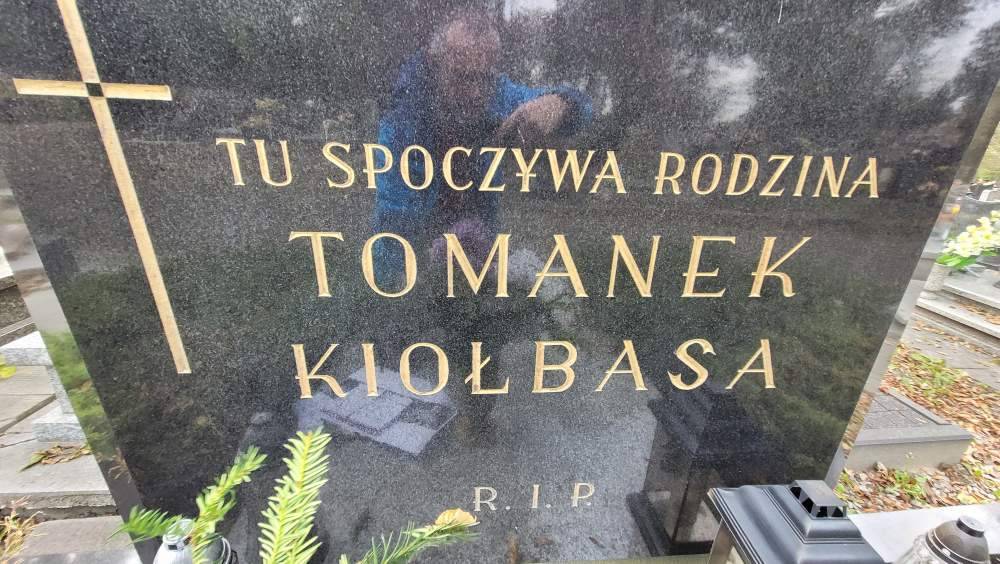 TU SPOCZYWA RODZINA
TOMANEK
KIOŁBASA
R. I. P.